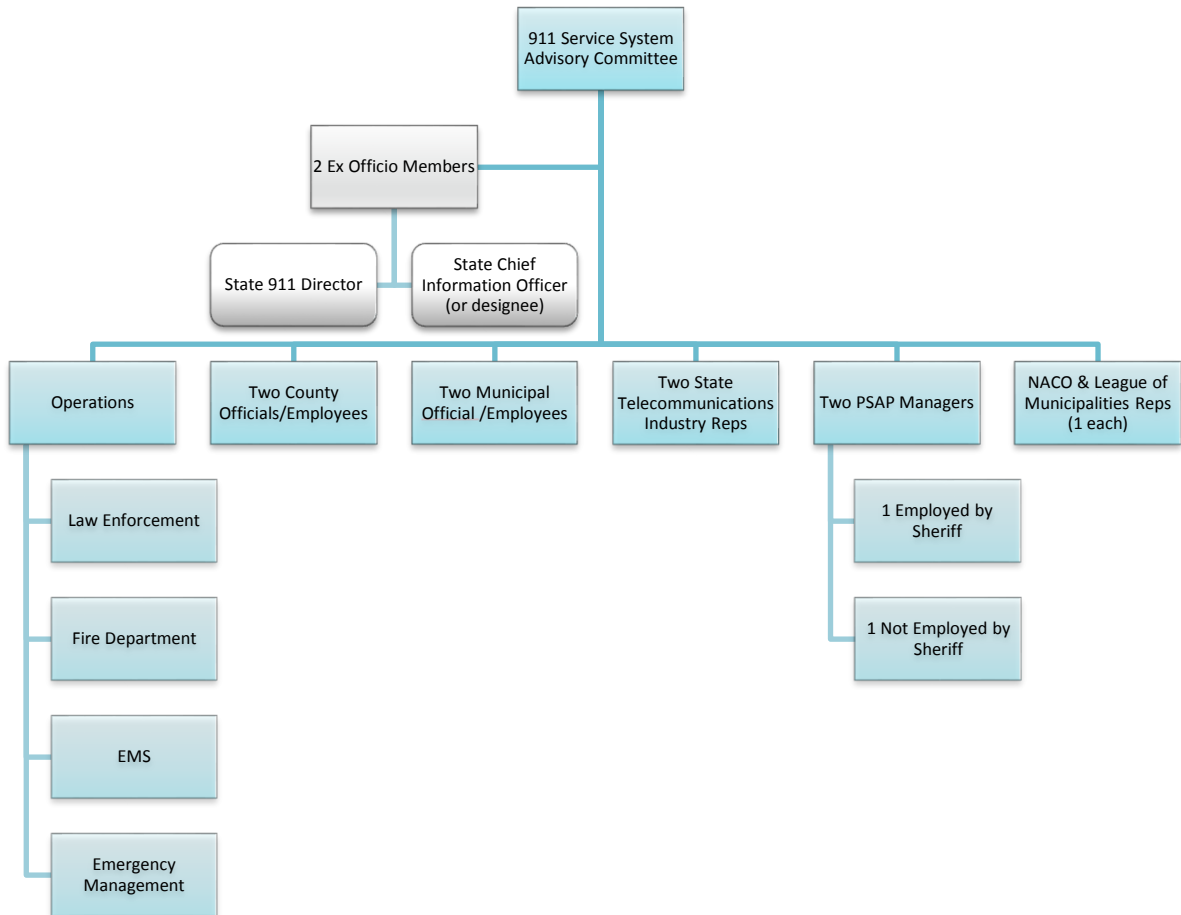 911 Service System
Advisory Committee
2 Ex Officio Members
State 911 Director
State Chief
Information Officer
(or designee)
Operations
Two County
Officials/Employees
Two Municipal
Official /Employees
Two State
Telecommunications
Industry Reps
Two PSAP Managers
NACO & League of
Municipalities Reps
(1 each)
Law Enforcement
Fire Department
EMS
Emergency
Management
1 Employed by
Sheriff
1 Not Employed by
Sheriff